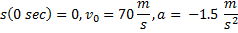 s(0 sec) = 0, v₀ = 70 m/s, a = −1.5 m/s²